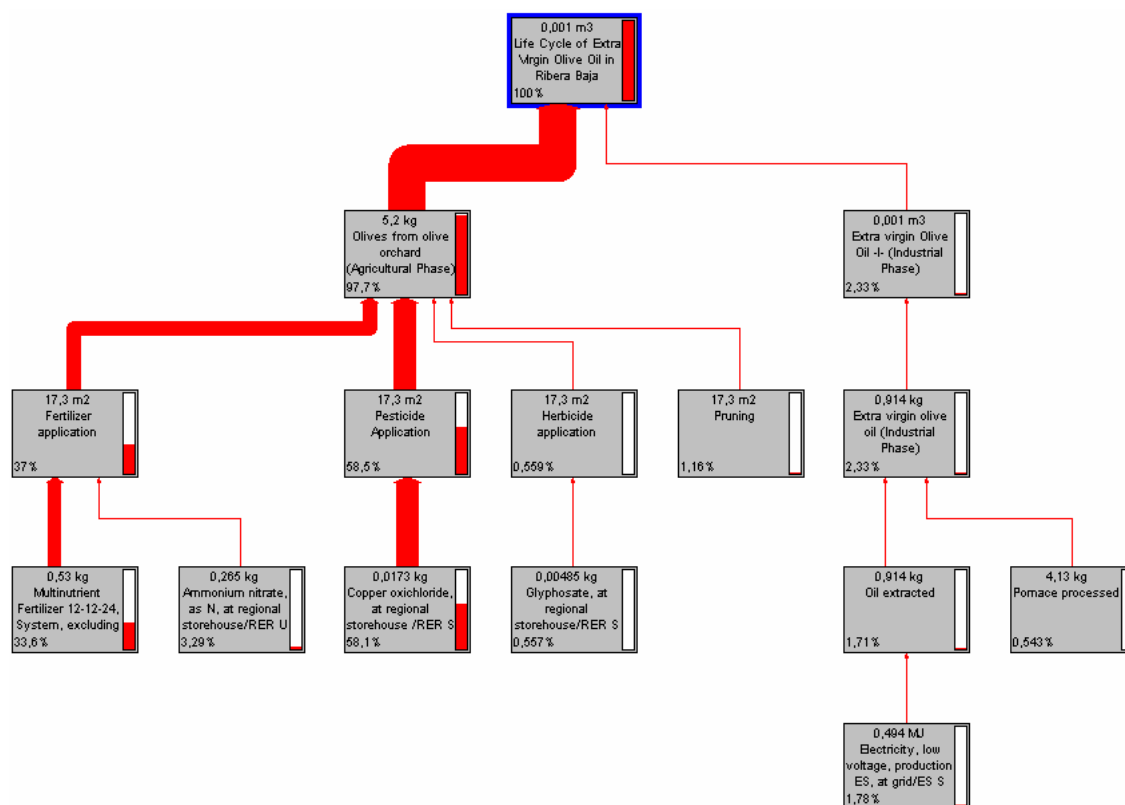 0,001 m3
Life Cycle of Extra
Virgin Olive Oil in
Ribera Baja
100%
5,2 kg
Olives from olive
orchard
(Agricultural Phase)
97,7%
0,001 m3
Extra virgin Olive
Oil -I- (Industrial
Phase)
2,33%
17,3 m2
Fertilizer
application
37%
17,3 m2
Pesticide
Application
58,5%
17,3 m2
Herbicide
application
0,559%
17,3 m2
Pruning
1,16%
0,914 kg
Extra virgin olive
oil (Industrial
Phase)
2,33%
0,53 kg
Multinutrient
Fertilizer 12-12-24,
System, excluding
33,6%
0,265 kg
Ammonium nitrate,
as N, at regional
storehouse/RER U
3,29%
0,0173 kg
Copper oxichloride,
at regional
storehouse /RER S
58,1%
0,00485 kg
Glyphosate, at
regional
storehouse/RER S
0,557%
0,914 kg
Oil extracted
1,71%
4,13 kg
Pomace processed
0,543%
0,494 MJ
Electricity, low
voltage, production
ES, at grid/ES S
1,78%